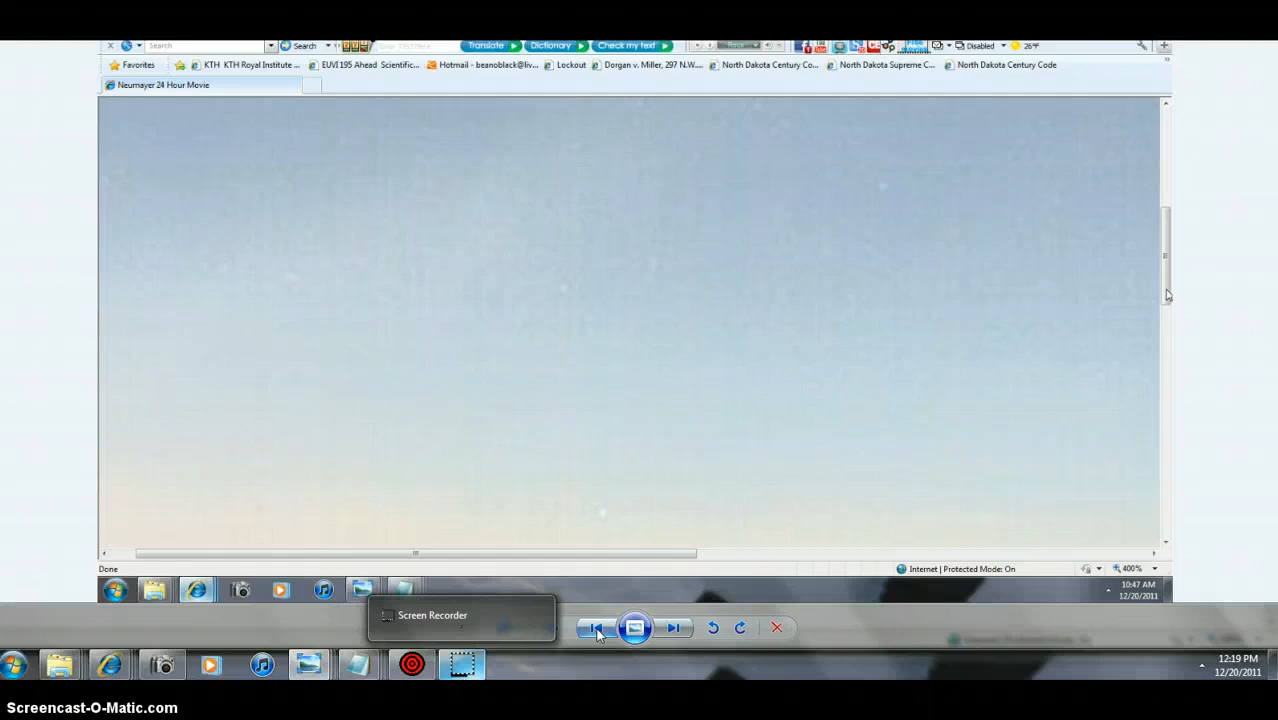 Search Search Translate Dictionary Check my text Disabled 26°F
Favorites KTH KTH Royal Institute ... EUVI 195 Ahead Scientific... Hotmail - beanoblack@liv... Lockout Dorgan v. Miller, 297 N.W.... North Dakota Century Co... North Dakota Supreme C... North Dakota Century Code
Neumayer 24 Hour Movie
Done Internet | Protected Mode: On 400%
10:47 AM
12/20/2011
Screen Recorder
12:19 PM
12/20/2011
Screencast-O-Matic.com